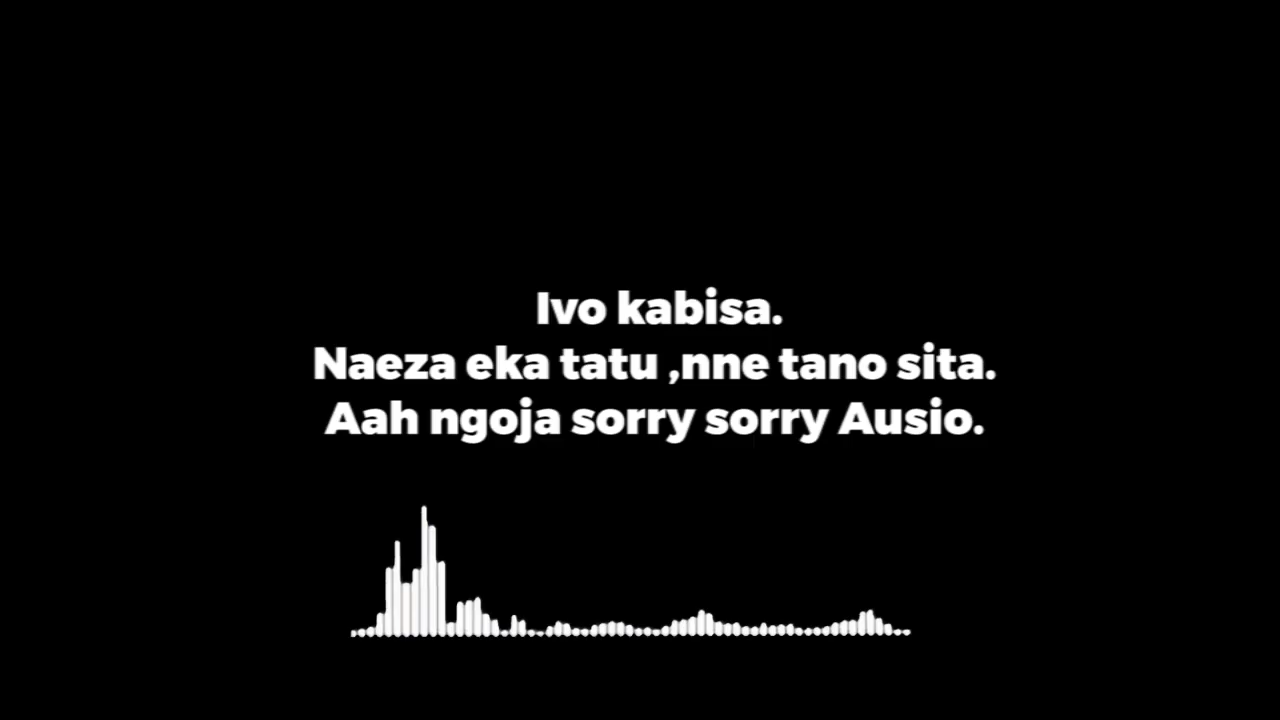 Ivo kabisa.
Naeza eka tatu ,nne tano sita.
Aah ngoja sorry sorry Ausio.